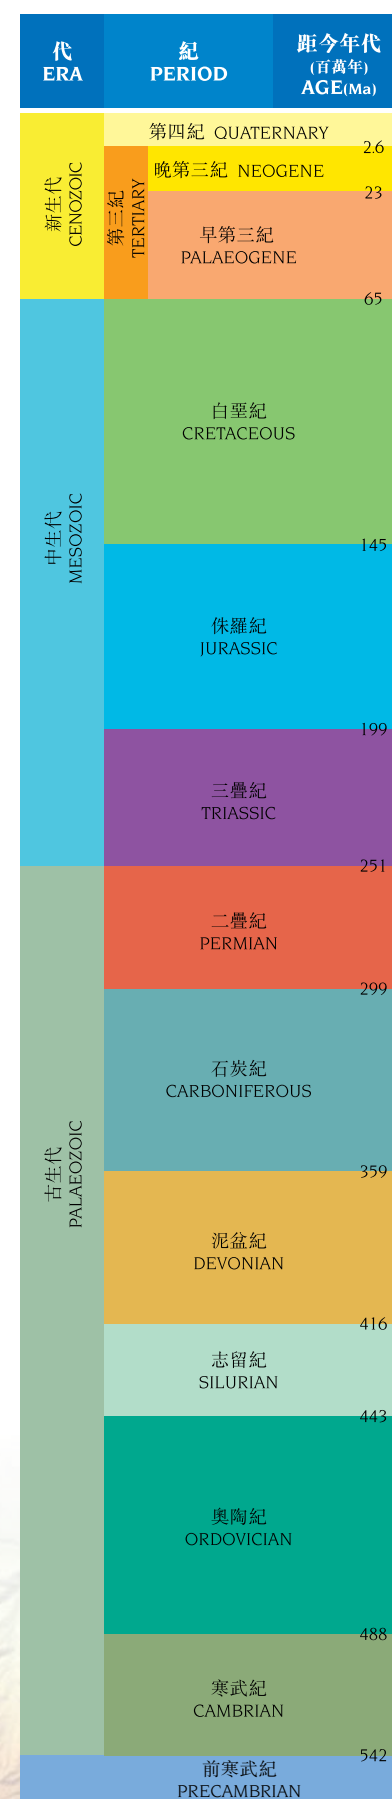 代
ERA
紀
PERIOD
距今年代
(百萬年)
AGE(Ma)
新生代
CENOZOIC
第四紀 QUATERNARY
2.6
第三紀
TERTIARY
晚第三紀 NEOGENE
23
早第三紀
PALAEOGENE
65
中生代
MESOZOIC
白堊紀
CRETACEOUS
145
侏羅紀
JURASSIC
199
三疊紀
TRIASSIC
251
古生代
PALAEOZOIC
二疊紀
PERMIAN
299
石炭紀
CARBONIFEROUS
359
泥盆紀
DEVONIAN
416
志留紀
SILURIAN
443
奧陶紀
ORDOVICIAN
488
寒武紀
CAMBRIAN
542
前寒武紀
PRECAMBRIAN